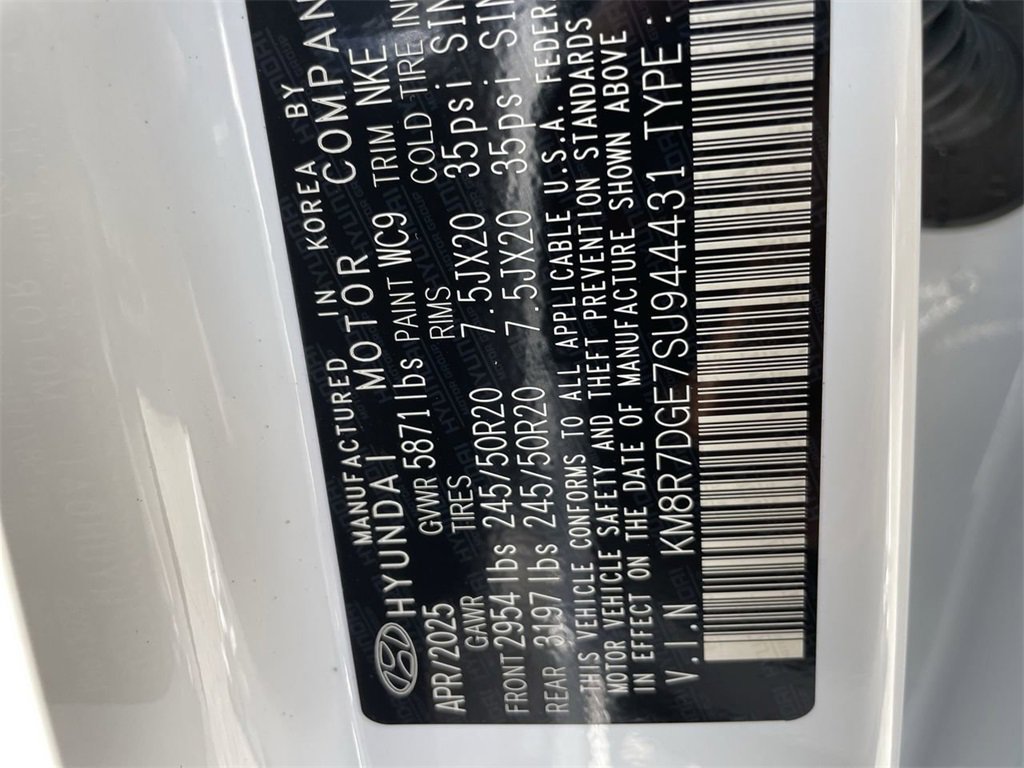 MANUFACTURED IN KOREA BY
HYUNDAI MOTOR COMPAN
APR/2025 GVWR 5871lbs PAINT WC9 TRIM NKE
GAWR TIRES RIMS COLD TIRE IN
FRONT 2954lbs 245/50R20 7.5JX20 35psi SIN
REAR 3197lbs 245/50R20 7.5JX20 35psi SIN
THIS VEHICLE CONFORMS TO ALL APPLICABLE U.S.A. FEDER
MOTOR VEHICLE SAFETY AND THEFT PREVENTION STANDARDS
IN EFFECT ON THE DATE OF MANUFACTURE SHOWN ABOVE
V.I.N KM8R7DGE7SU944431 TYPE: